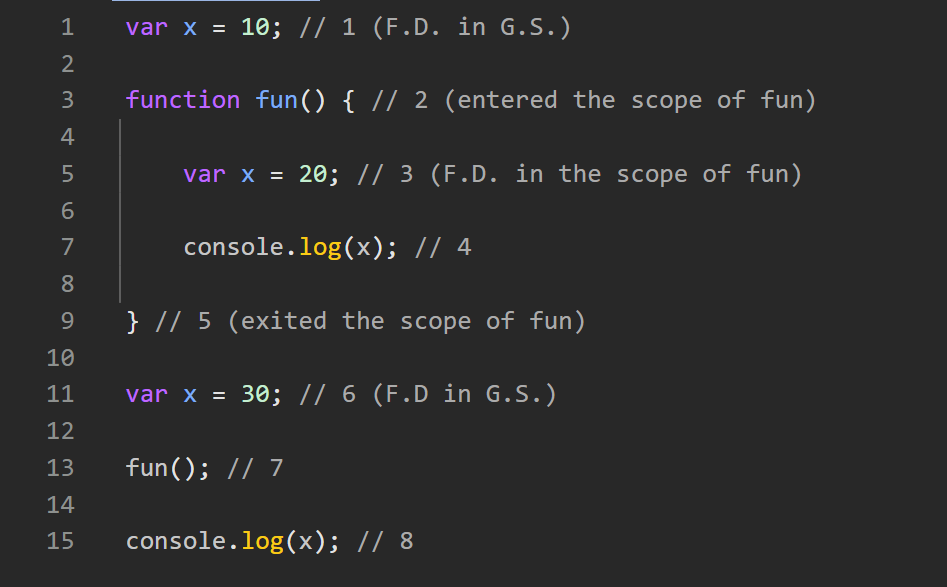 1 var x = 10; // 1 (F.D. in G.S.)
2
3 function fun() { // 2 (entered the scope of fun)
4
5 var x = 20; // 3 (F.D. in the scope of fun)
6
7 console.log(x); // 4
8
9 } // 5 (exited the scope of fun)
10
11 var x = 30; // 6 (F.D in G.S.)
12
13 fun(); // 7
14
15 console.log(x); // 8